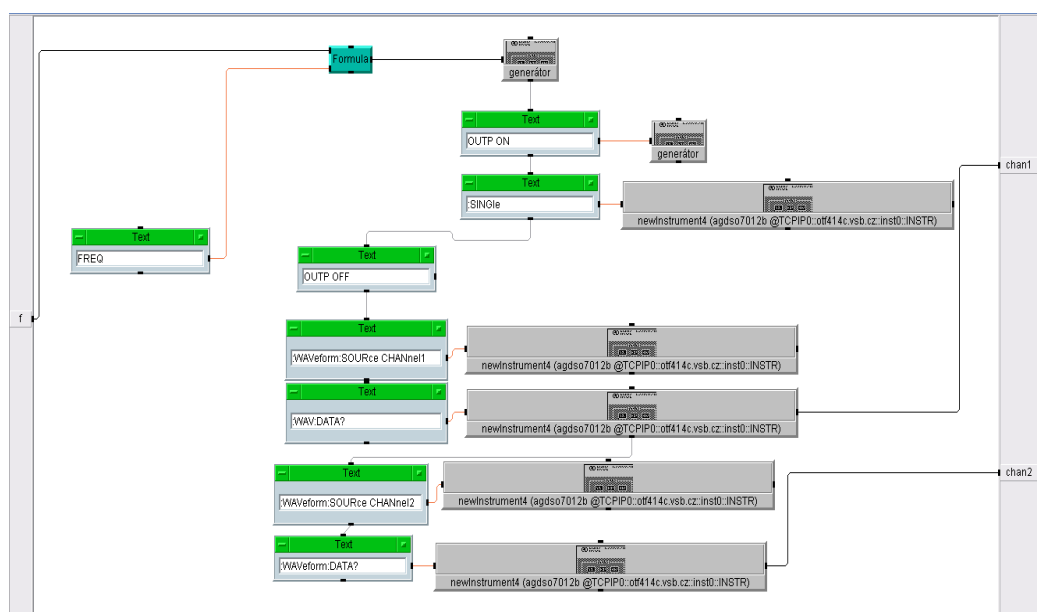 Formula
generátor
Text
OUTP ON
generátor
Text
:SINGle
newInstrument4 (agdso7012b @TCPIP0::otf414c.vsb.cz::inst0::INSTR)
chan1
Text
FREQ
Text
OUTP OFF
f
Text
:WAVeform:SOURce CHANnel1
newInstrument4 (agdso7012b @TCPIP0::otf414c.vsb.cz::inst0::INSTR)
Text
:WAV:DATA?
newInstrument4 (agdso7012b @TCPIP0::otf414c.vsb.cz::inst0::INSTR)
Text
:WAVeform:SOURce CHANnel2
newInstrument4 (agdso7012b @TCPIP0::otf414c.vsb.cz::inst0::INSTR)
chan2
Text
:WAVeform:DATA?
newInstrument4 (agdso7012b @TCPIP0::otf414c.vsb.cz::inst0::INSTR)